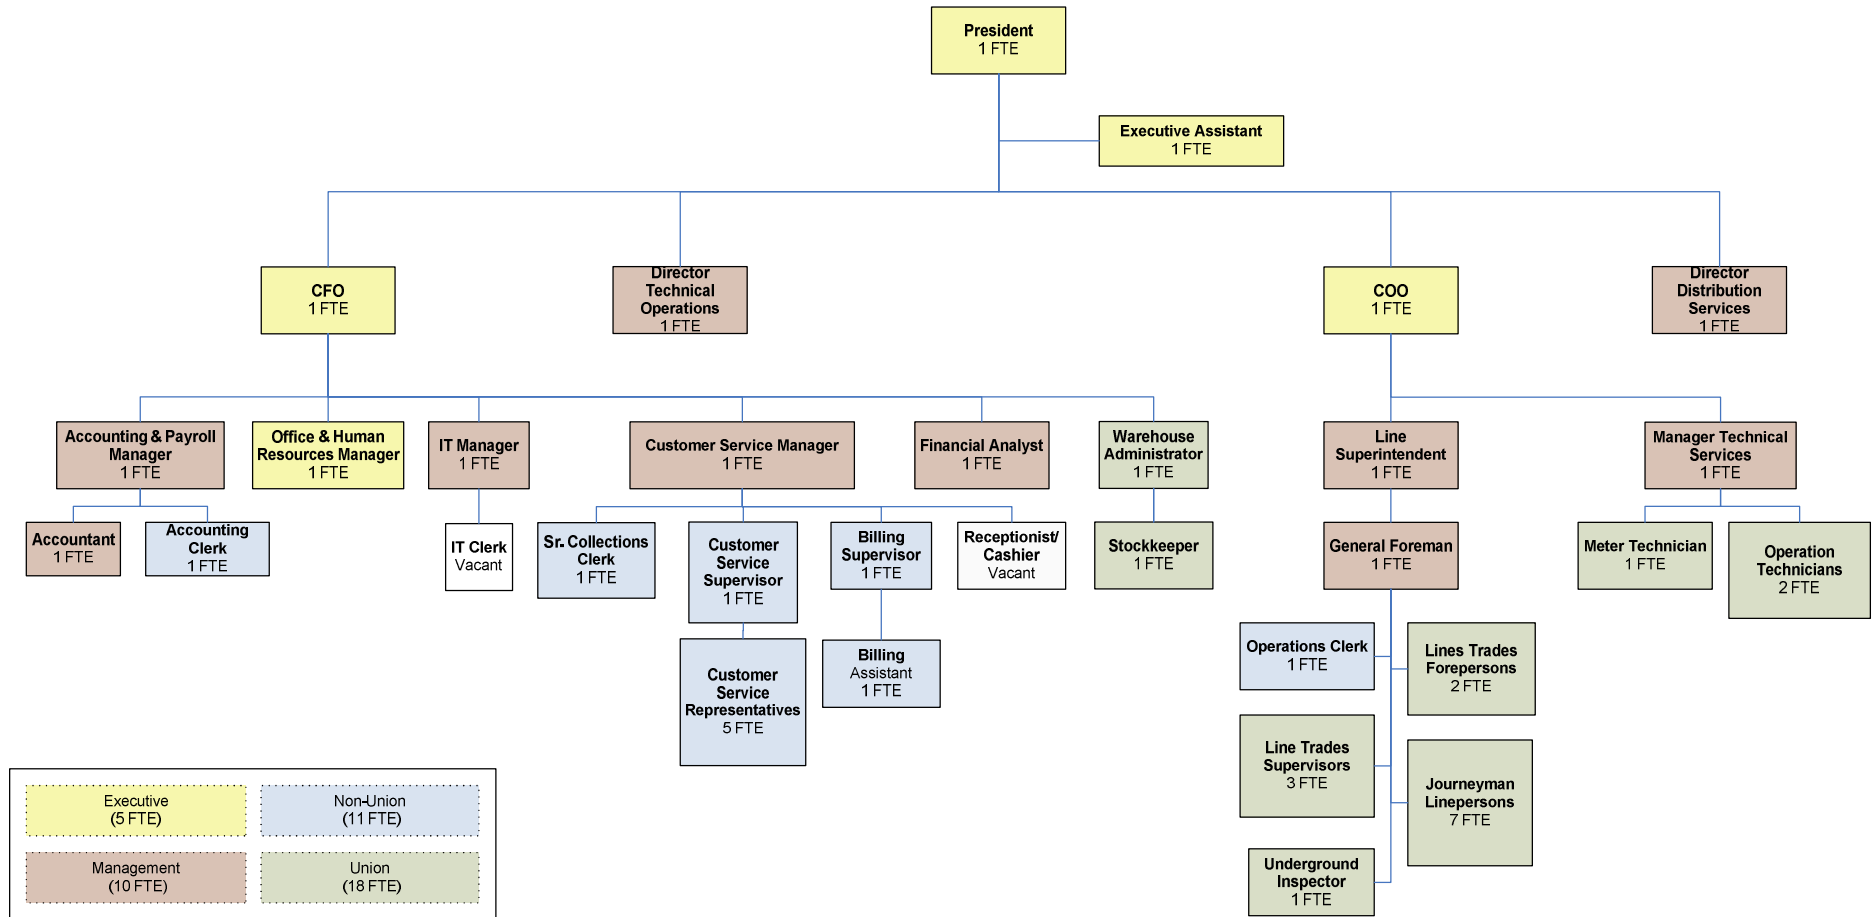 President
1 FTE
Executive Assistant
1 FTE
CFO
1 FTE
Director
Technical
Operations
1 FTE
COO
1 FTE
Director
Distribution
Services
1 FTE
Accounting & Payroll
Manager
1 FTE
Office & Human
Resources Manager
1 FTE
IT Manager
1 FTE
Customer Service Manager
1 FTE
Financial Analyst
1 FTE
Warehouse
Administrator
1 FTE
Line
Superintendent
1 FTE
Manager Technical
Services
1 FTE
Accountant
1 FTE
Accounting
Clerk
1 FTE
IT Clerk
Vacant
Sr. Collections
Clerk
1 FTE
Customer
Service
Supervisor
1 FTE
Billing
Supervisor
1 FTE
Receptionist/
Cashier
Vacant
Stockkeeper
1 FTE
General Foreman
1 FTE
Meter Technician
1 FTE
Operation
Technicians
2 FTE
Customer
Service
Representatives
5 FTE
Billing
Assistant
1 FTE
Operations Clerk
1 FTE
Lines Trades
Forepersons
2 FTE
Line Trades
Supervisors
3 FTE
Journeyman
Linepersons
7 FTE
Underground
Inspector
1 FTE
Executive
(5 FTE)
Non-Union
(11 FTE)
Management
(10 FTE)
Union
(18 FTE)